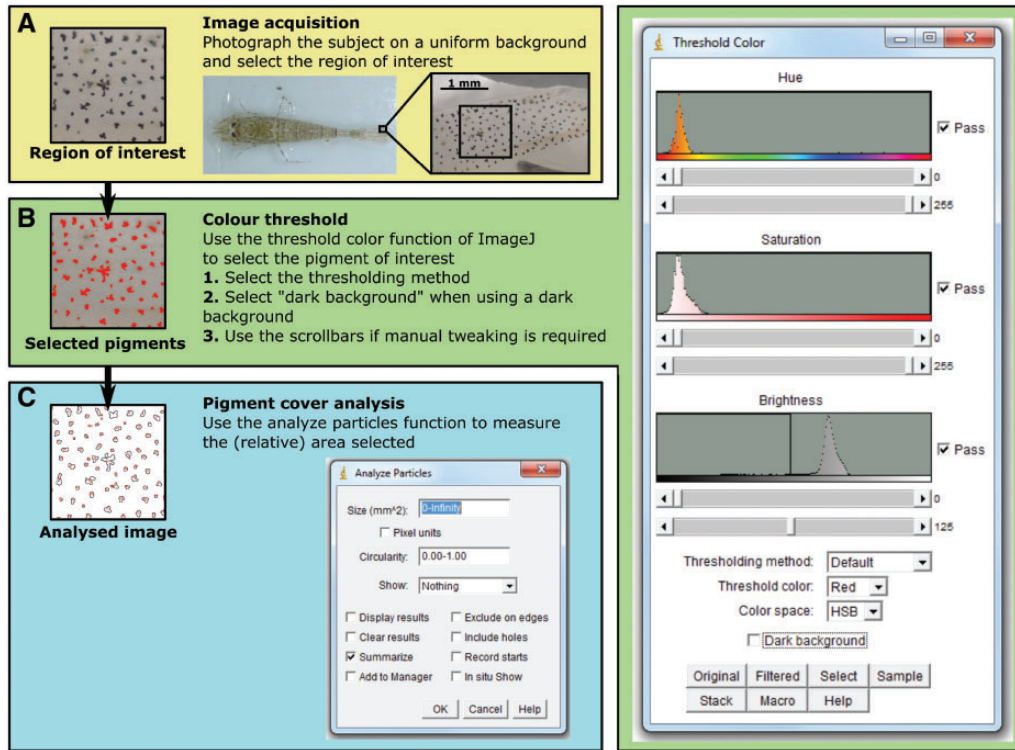 A
Image acquisition
Photograph the subject on a uniform background
and select the region of interest
1 mm
Region of interest
B
Colour threshold
Use the threshold color function of ImageJ
to select the pigment of interest
1. Select the thresholding method
2. Select "dark background" when using a dark
background
3. Use the scrollbars if manual tweaking is required
Selected pigments
C
Pigment cover analysis
Use the analyze particles function to measure
the (relative) area selected
Analysed image
Analyze Particles
Size (mm^2): 0-Infinity
Pixel units
Circularity: 0.00-1.00
Show: Nothing
Display results Exclude on edges
Clear results Include holes
Summarize Record starts
Add to Manager In situ Show
OK Cancel Help
Threshold Color
Hue
Pass
0
255
Saturation
Pass
0
255
Brightness
Pass
0
125
Thresholding method: Default
Threshold color: Red
Color space: HSB
Dark background
Original Filtered Select Sample
Stack Macro Help